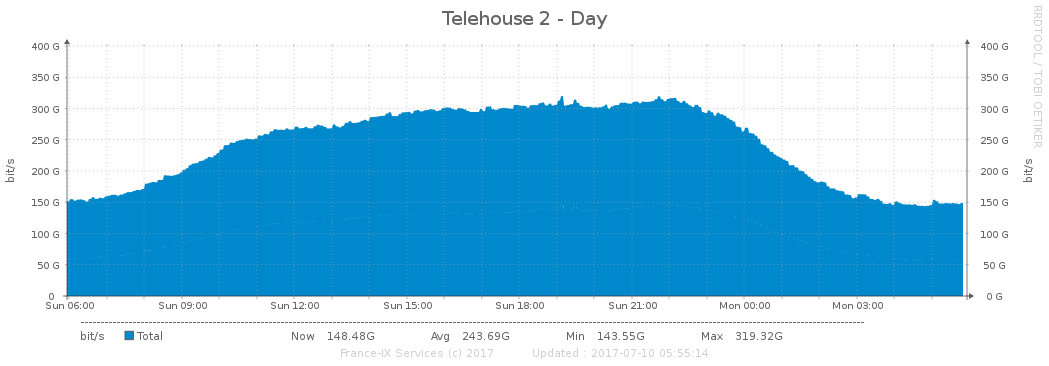 Telehouse 2 - Day
RRDTOOL / TOBI OETIKER
400 G 400 G
350 G 350 G
300 G 300 G
250 G 250 G
200 G 200 G
150 G 150 G
100 G 100 G
50 G 50 G
0 0 G
bit/s bit/s
Sun 06:00 Sun 09:00 Sun 12:00 Sun 15:00 Sun 18:00 Sun 21:00 Mon 00:00 Mon 03:00
bit/s Total Now 148.48G Avg 243.69G Min 143.55G Max 319.32G
France-IX Services (c) 2017 Updated : 2017-07-10 05:55:14